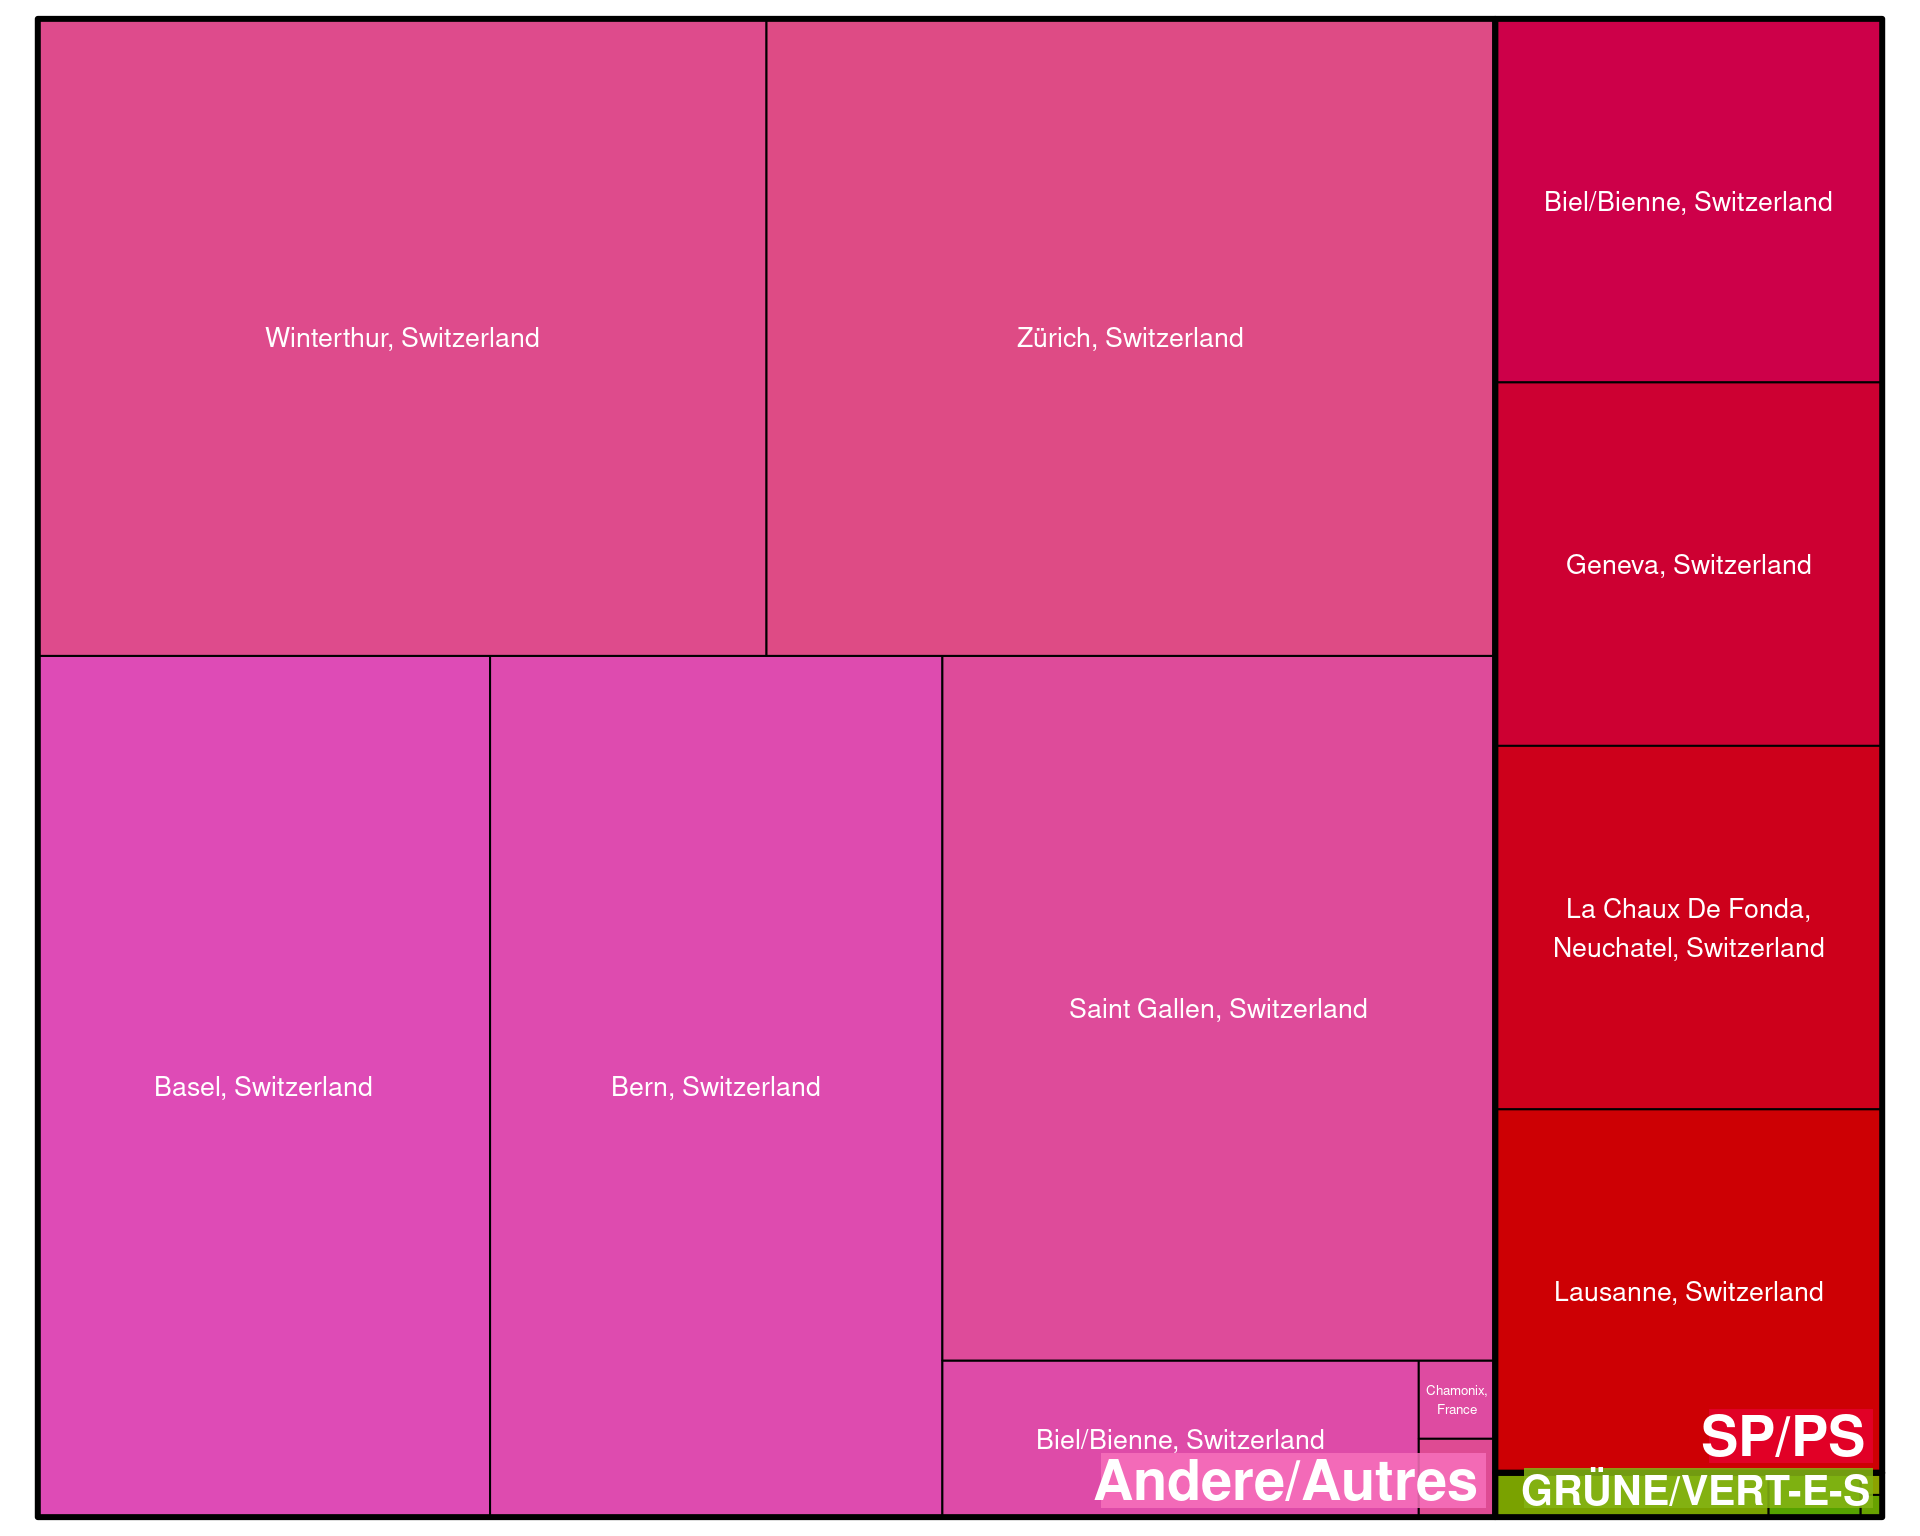 Winterthur, Switzerland
Zürich, Switzerland
Biel/Bienne, Switzerland
Geneva, Switzerland
La Chaux De Fonda,
Neuchatel, Switzerland
Basel, Switzerland
Bern, Switzerland
Saint Gallen, Switzerland
Lausanne, Switzerland
Chamonix,
France
Biel/Bienne, Switzerland
SP/PS
Andere/Autres
GRÜNE/VERT-E-S